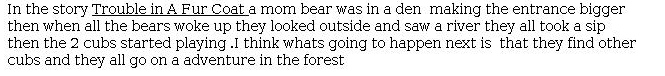 In the story Trouble in A Fur Coat a mom bear was in a den  making the entrance bigger
then when all the bears woke up they looked outside and saw a river they all took a sip
then the 2 cubs started playing .I think whats going to happen next is  that they find other
cubs and they all go on a adventure in the forest